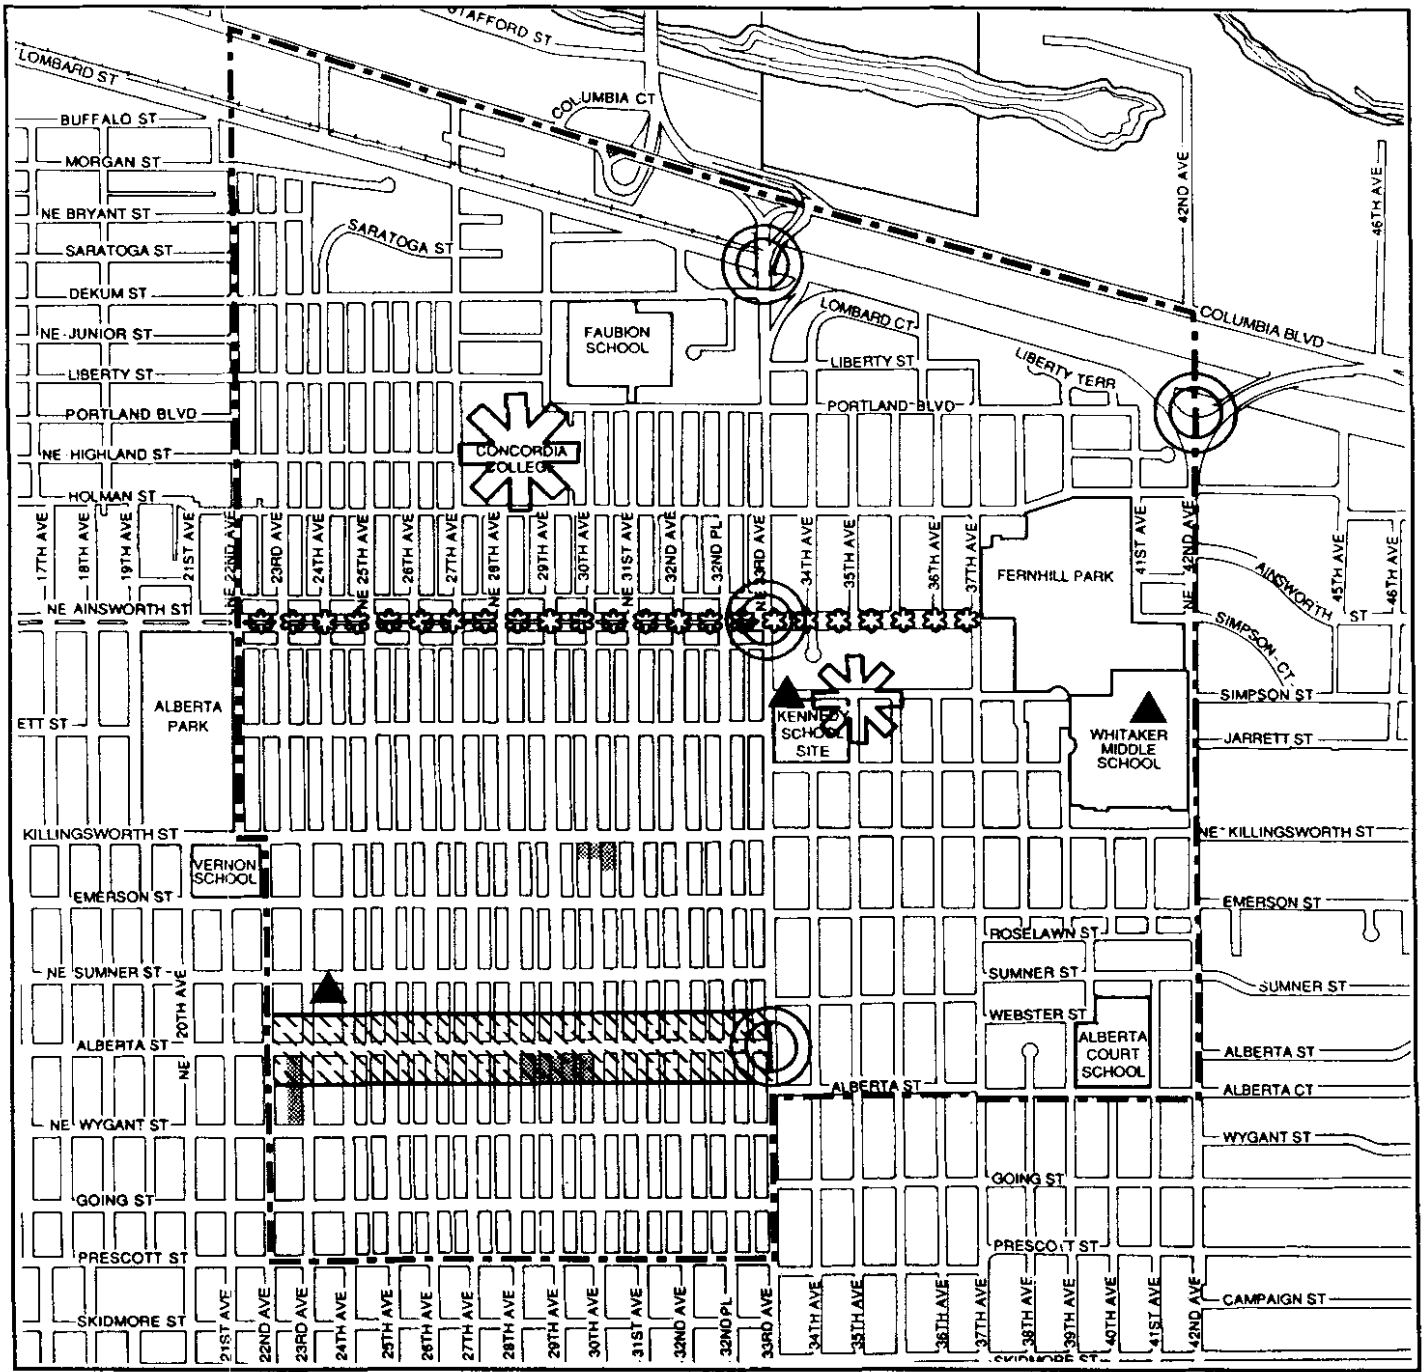 STAFFORD ST
LOMBARD ST
COLUMBIA CT
BUFFALO ST
MORGAN ST
42ND AVE
46TH AVE
NE BRYANT ST
SARATOGA ST
SARATOGA ST
DEKUM ST
LOMBARD CT
COLUMBIA BLVD
NE JUNIOR ST
FAUBION
SCHOOL
LIBERTY ST
LIBERTY TERR
LIBERTY ST
PORTLAND BLVD
PORTLAND BLVD
NE HIGHLAND ST
CONCORDIA
COLLEGE
HOLMAN ST
17TH AVE
18TH AVE
19TH AVE
21ST AVE
NE 22ND AVE
23RD AVE
24TH AVE
NE 25TH AVE
26TH AVE
27TH AVE
NE 28TH AVE
29TH AVE
30TH AVE
NE 31ST AVE
32ND AVE
32ND PL
NE 33RD AVE
34TH AVE
35TH AVE
36TH AVE
37TH AVE
FERNHILL PARK
41ST AVE
NE 42ND AVE
AINSWORTH ST
45TH AVE
46TH AVE
NE AINSWORTH ST
SIMPSON CT
ALBERTA
PARK
ETT ST
KENNEDY
SCHOOL
SITE
WHITAKER
MIDDLE
SCHOOL
SIMPSON ST
JARRETT ST
KILLINGSWORTH ST
NE KILLINGSWORTH ST
VERNON
SCHOOL
EMERSON ST
EMERSON ST
ROSELAWN ST
NE SUMNER ST
NE 20TH AVE
SUMNER ST
SUMNER ST
WEBSTER ST
ALBERTA ST
ALBERTA
COURT
SCHOOL
ALBERTA ST
ALBERTA ST
ALBERTA CT
NE WYGANT ST
WYGANT ST
GOING ST
GOING ST
PRESCOTT ST
PRESCOTT ST
SKIDMORE ST
21ST AVE
22ND AVE
23RD AVE
24TH AVE
25TH AVE
26TH AVE
27TH AVE
28TH AVE
29TH AVE
30TH AVE
31ST AVE
32ND AVE
32ND PL
33RD AVE
34TH AVE
35TH AVE
36TH AVE
37TH AVE
38TH AVE
39TH AVE
40TH AVE
41ST AVE
42ND AVE
CAMPAIGN ST
SKIDMORE ST